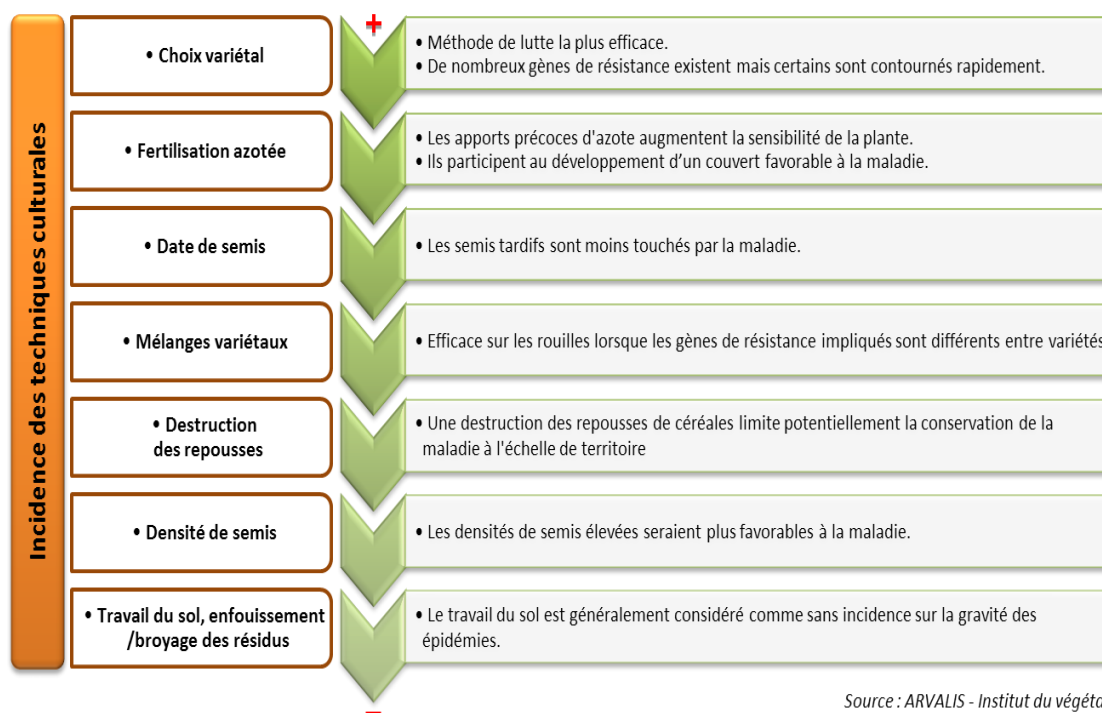 Incidence des techniques culturales
+
• Choix variétal
• Méthode de lutte la plus efficace.
• De nombreux gènes de résistance existent mais certains sont contournés rapidement.
• Fertilisation azotée
• Les apports précoces d'azote augmentent la sensibilité de la plante.
• Ils participent au développement d’un couvert favorable à la maladie.
• Date de semis
• Les semis tardifs sont moins touchés par la maladie.
• Mélanges variétaux
• Efficace sur les rouilles lorsque les gènes de résistance impliqués sont différents entre variétés
• Destruction
des repousses
• Une destruction des repousses de céréales limite potentiellement la conservation de la
maladie à l'échelle de territoire
• Densité de semis
• Les densités de semis élevées seraient plus favorables à la maladie.
• Travail du sol, enfouissement
/broyage des résidus
• Le travail du sol est généralement considéré comme sans incidence sur la gravité des
épidémies.
–
Source : ARVALIS - Institut du végéta